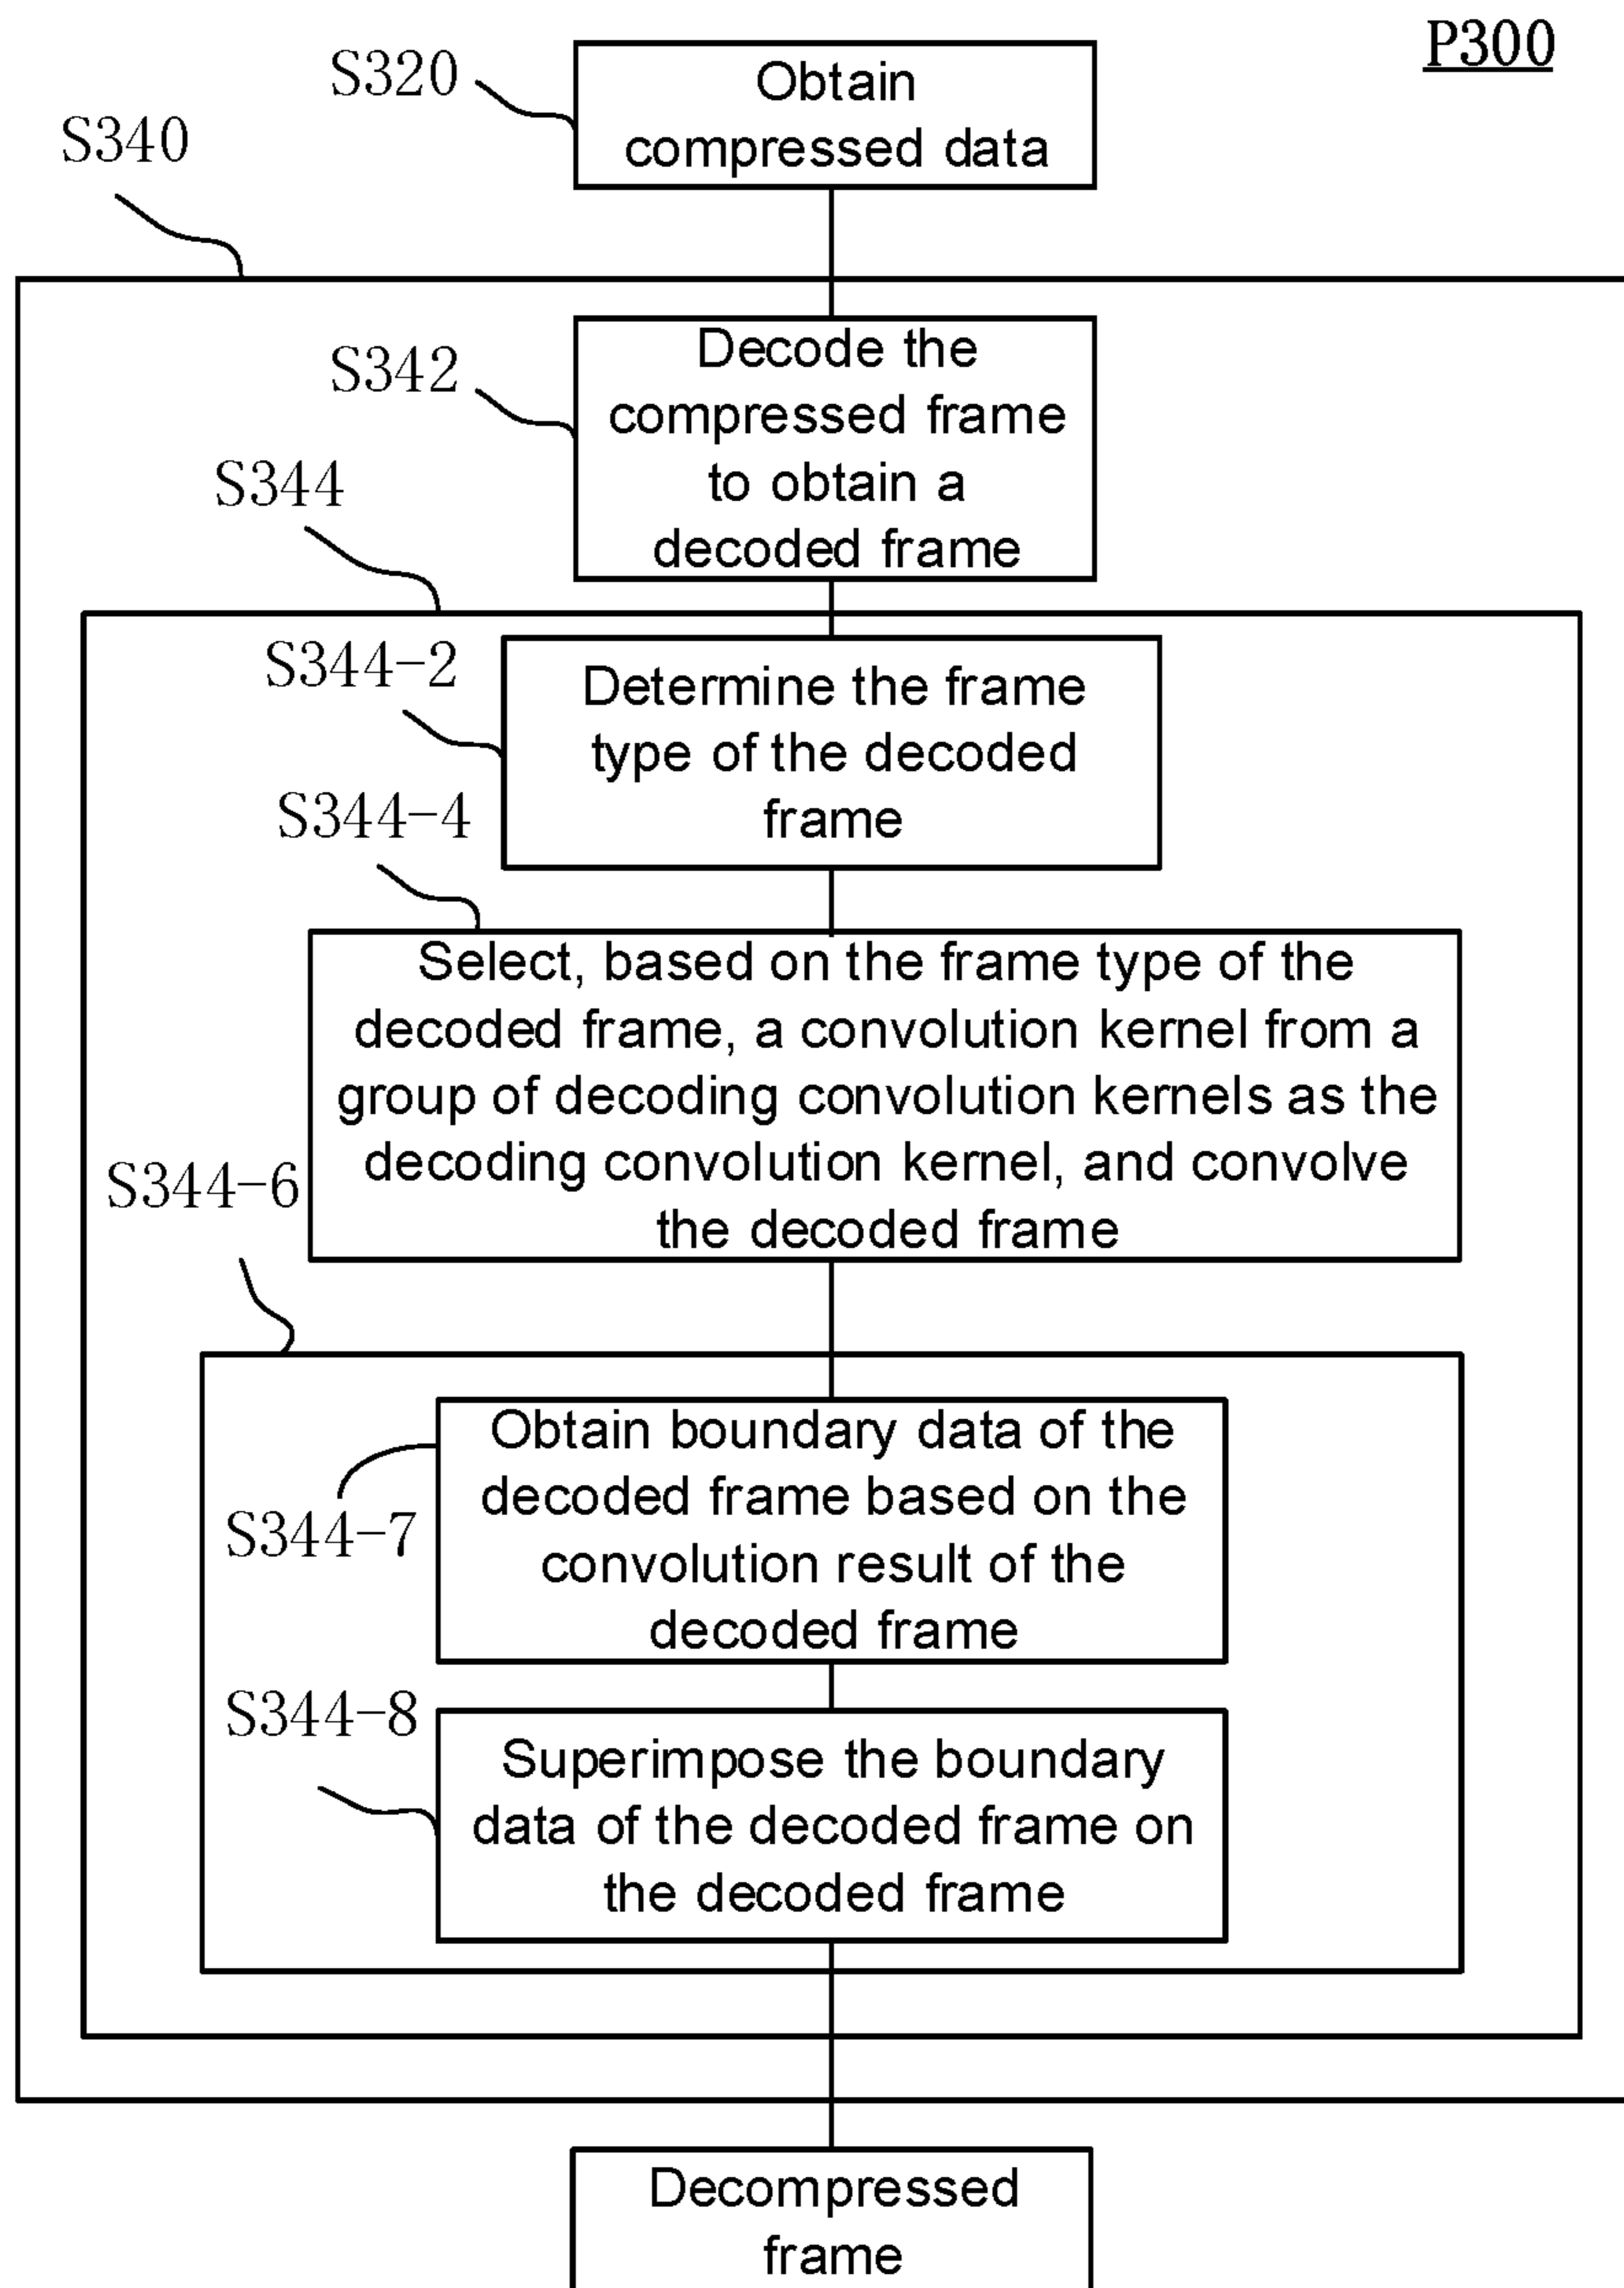 P300
S320
Obtain
compressed data
S340
S342
Decode the
compressed frame
to obtain a
decoded frame
S344
S344-2
Determine the frame
type of the decoded
frame
S344-4
Select, based on the frame type of the
decoded frame, a convolution kernel from a
group of decoding convolution kernels as the
decoding convolution kernel, and convolve
the decoded frame
S344-6
Obtain boundary data of the
decoded frame based on the
convolution result of the
decoded frame
S344-7
S344-8
Superimpose the boundary
data of the decoded frame on
the decoded frame
Decompressed
frame